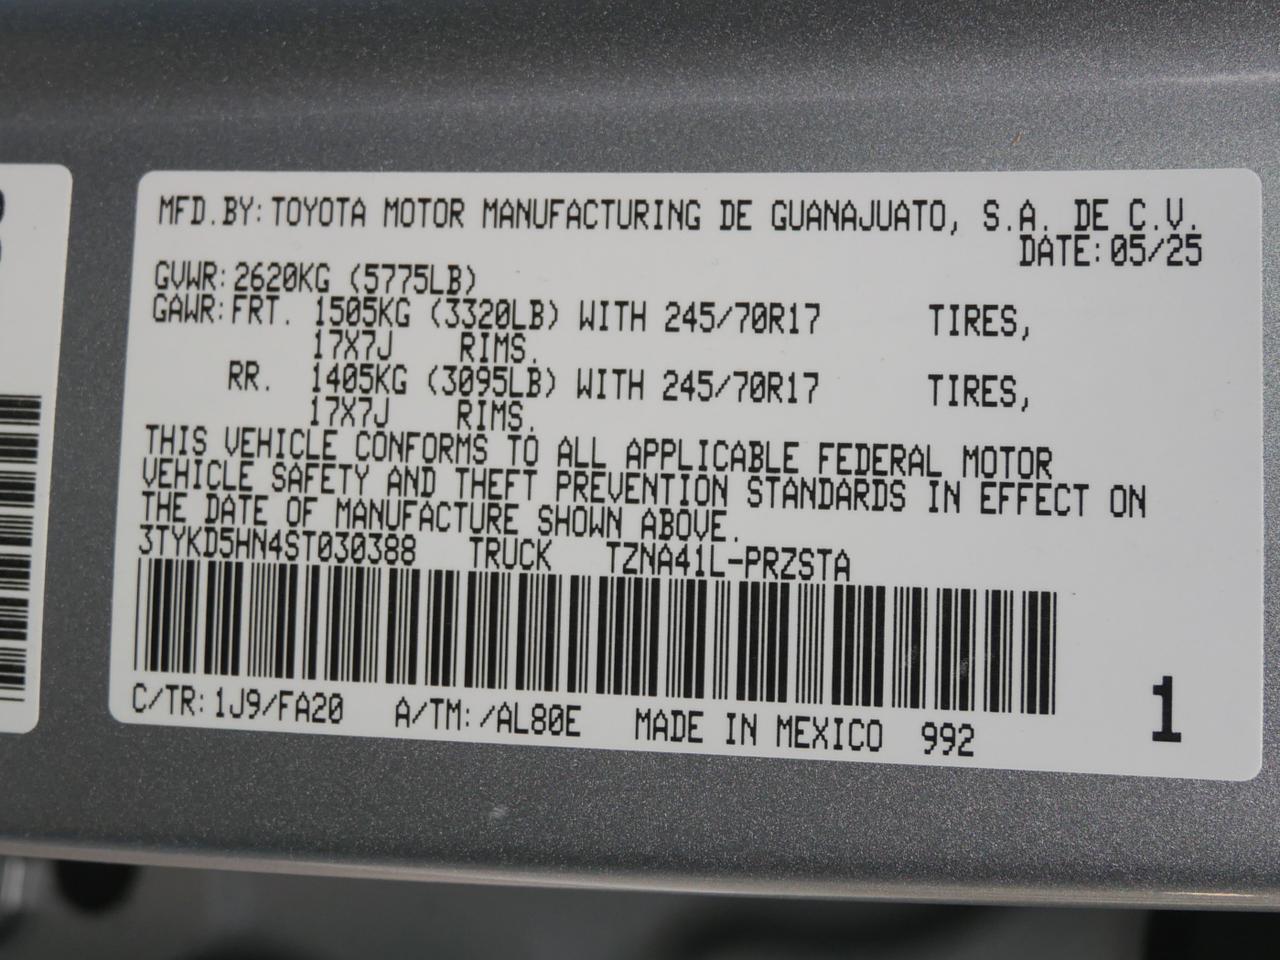 MFD.BY:TOYOTA MOTOR MANUFACTURING DE GUANAJUATO, S.A. DE C.V.
DATE:05/25
GVWR:2620KG (5775LB)
GAWR:FRT. 1505KG (3320LB) WITH 245/70R17 TIRES,
17X7J RIMS.
RR. 1405KG (3095LB) WITH 245/70R17 TIRES,
17X7J RIMS.
THIS VEHICLE CONFORMS TO ALL APPLICABLE FEDERAL MOTOR
VEHICLE SAFETY AND THEFT PREVENTION STANDARDS IN EFFECT ON
THE DATE OF MANUFACTURE SHOWN ABOVE.
3TYKD5HN4ST030388 TRUCK TZNA41L-PRZSTA
C/TR:1J9/FA20 A/TM:/AL80E MADE IN MEXICO 992
1